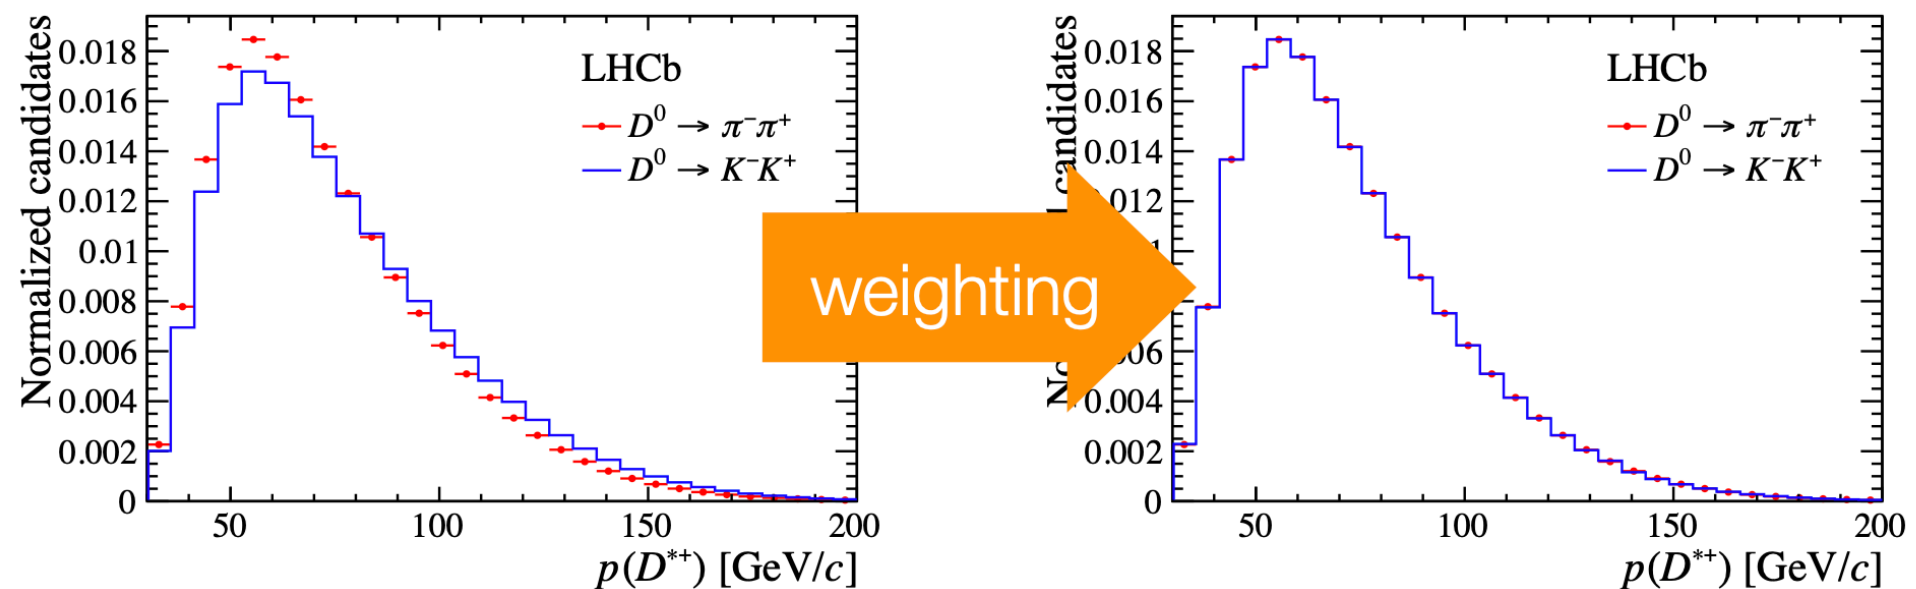 Normalized candidates
0.018
0.016
0.014
0.012
0.01
0.008
0.006
0.004
0.002
0
50
100
150
200
p(D*+) [GeV/c]
LHCb
D⁰ → π⁻π⁺
D⁰ → K⁻K⁺
weighting
candidates
0.018
0.016
0.014
0.004
0.002
0
50
100
150
200
p(D*+) [GeV/c]
LHCb
D⁰ → π⁻π⁺
D⁰ → K⁻K⁺